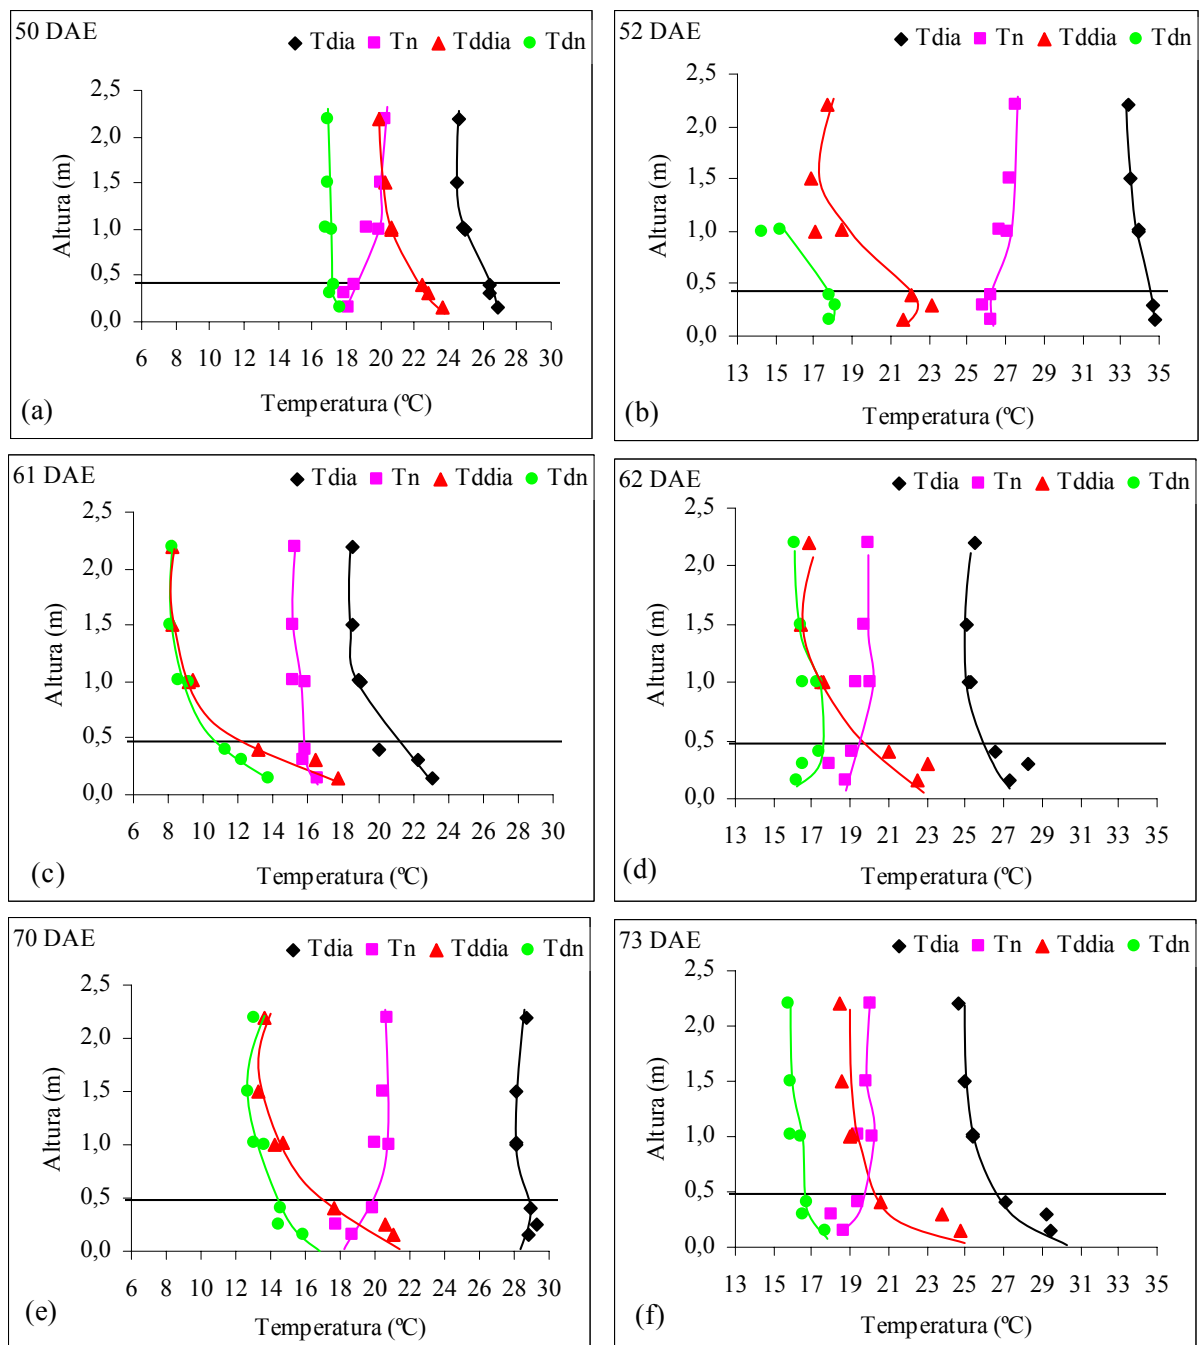 50 DAE
Tdia Tn Tddia Tdn
2,5
2,0
1,5
1,0
0,5
0,0
Altura (m)
6 8 10 12 14 16 18 20 22 24 26 28 30
Temperatura (ºC)
(a)
52 DAE
Tdia Tn Tddia Tdn
2,5
2,0
1,5
1,0
0,5
0,0
Altura (m)
13 15 17 19 21 23 25 27 29 31 33 35
Temperatura (ºC)
(b)
61 DAE
Tdia Tn Tddia Tdn
2,5
2,0
1,5
1,0
0,5
0,0
Altura (m)
6 8 10 12 14 16 18 20 22 24 26 28 30
Temperatura (ºC)
(c)
62 DAE
Tdia Tn Tddia Tdn
2,5
2,0
1,5
1,0
0,5
0,0
Altura (m)
13 15 17 19 21 23 25 27 29 31 33 35
Temperatura (ºC)
(d)
70 DAE
Tdia Tn Tddia Tdn
2,5
2,0
1,5
1,0
0,5
0,0
Altura (m)
6 8 10 12 14 16 18 20 22 24 26 28 30
Temperatura (ºC)
(e)
73 DAE
Tdia Tn Tddia Tdn
2,5
2,0
1,5
1,0
0,5
0,0
Altura (m)
13 15 17 19 21 23 25 27 29 31 33 35
Temperatura (ºC)
(f)